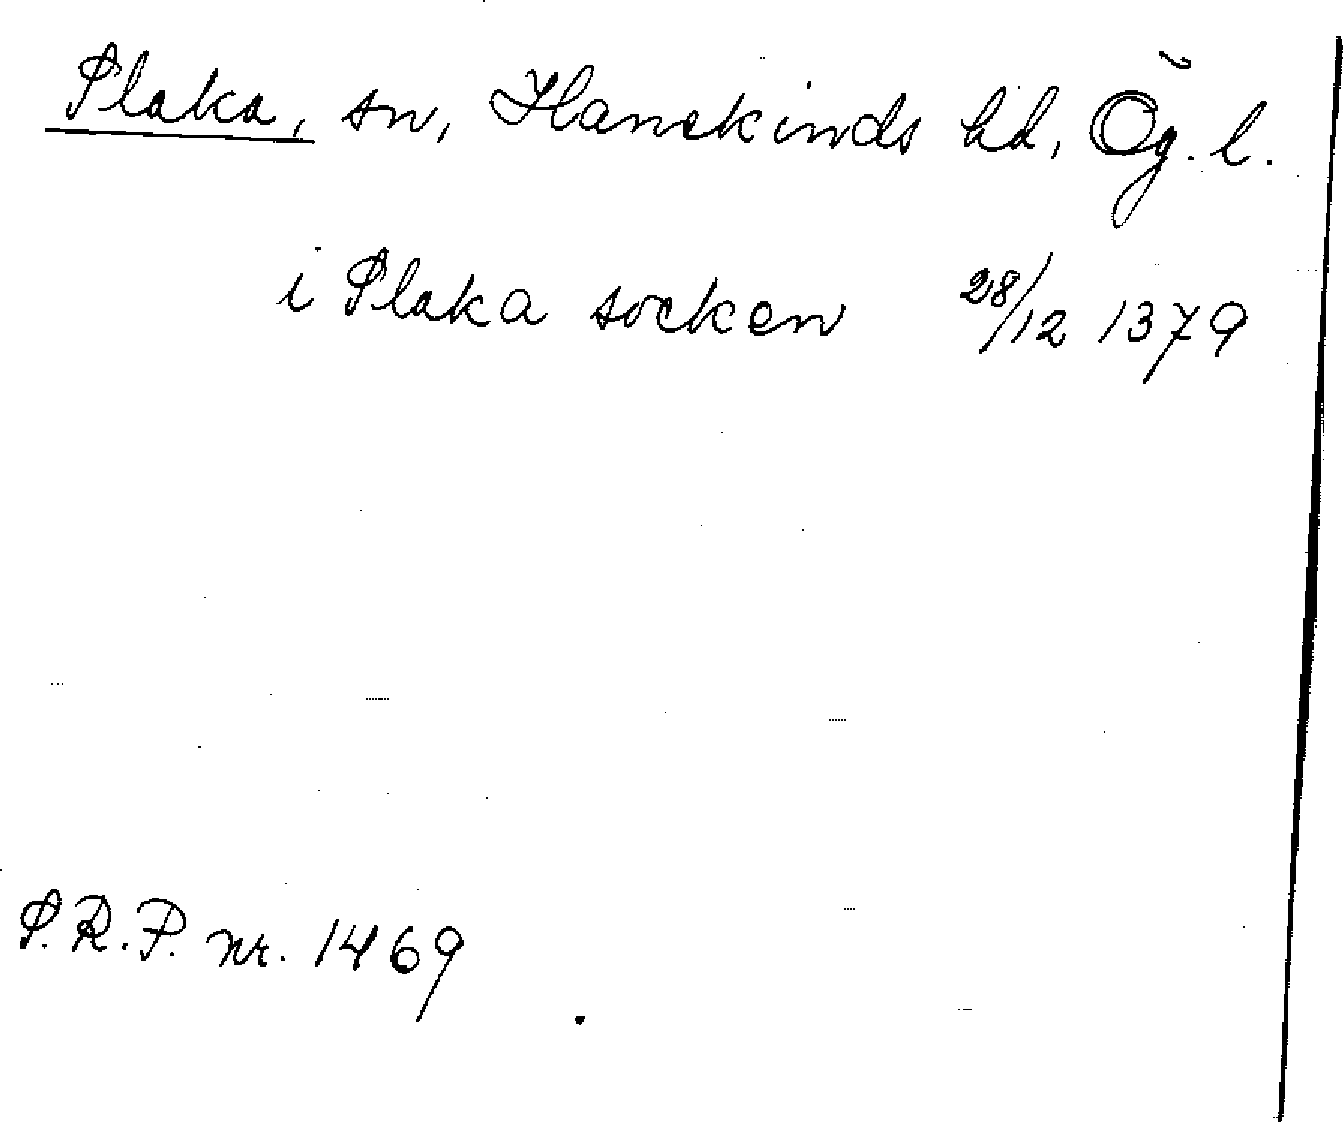 Slaka, sn, Hanekinds hd, Ög. l.
i Slaka socken 28/12 1379
S.R.P. nr. 1469